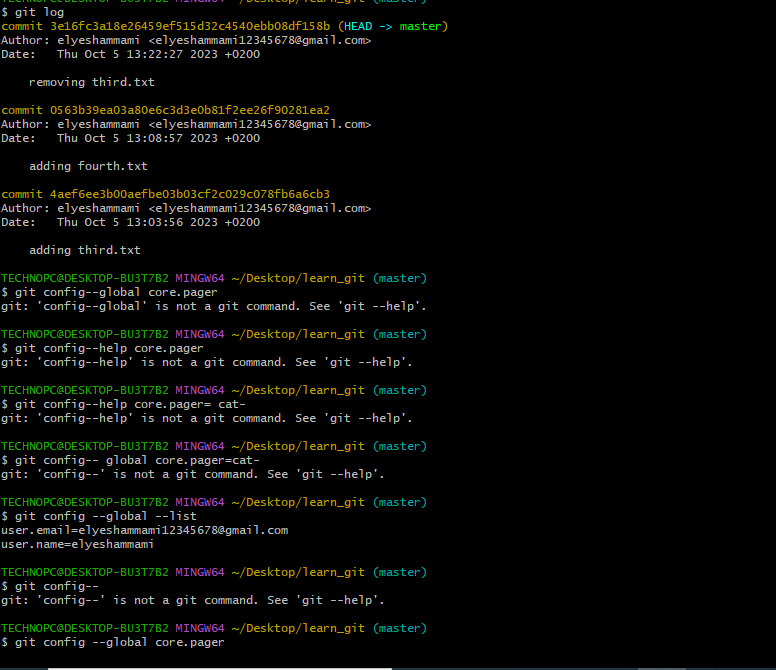 $ git log
commit 3e16fc3a18e26459ef515d32c4540ebb08df158b (HEAD -> master)
Author: elyeshammami <elyeshammami12345678@gmail.com>
Date:   Thu Oct 5 13:22:27 2023 +0200
    removing third.txt
commit 0563b39ea03a80e6c3d3e0b81f2ee26f90281ea2
Author: elyeshammami <elyeshammami12345678@gmail.com>
Date:   Thu Oct 5 13:08:57 2023 +0200
    adding fourth.txt
commit 4aef6ee3b00aefbe03b03cf2c029c078fb6a6cb3
Author: elyeshammami <elyeshammami12345678@gmail.com>
Date:   Thu Oct 5 13:03:56 2023 +0200
    adding third.txt
TECHNOPC@DESKTOP-BU3T7B2 MINGW64 ~/Desktop/learn_git (master)
$ git config--global core.pager
git: 'config--global' is not a git command. See 'git --help'.
TECHNOPC@DESKTOP-BU3T7B2 MINGW64 ~/Desktop/learn_git (master)
$ git config--help core.pager
git: 'config--help' is not a git command. See 'git --help'.
TECHNOPC@DESKTOP-BU3T7B2 MINGW64 ~/Desktop/learn_git (master)
$ git config--help core.pager= cat-
git: 'config--help' is not a git command. See 'git --help'.
TECHNOPC@DESKTOP-BU3T7B2 MINGW64 ~/Desktop/learn_git (master)
$ git config-- global core.pager=cat-
git: 'config--' is not a git command. See 'git --help'.
TECHNOPC@DESKTOP-BU3T7B2 MINGW64 ~/Desktop/learn_git (master)
$ git config --global --list
user.email=elyeshammami12345678@gmail.com
user.name=elyeshammami
TECHNOPC@DESKTOP-BU3T7B2 MINGW64 ~/Desktop/learn_git (master)
$ git config--
git: 'config--' is not a git command. See 'git --help'.
TECHNOPC@DESKTOP-BU3T7B2 MINGW64 ~/Desktop/learn_git (master)
$ git config --global core.pager